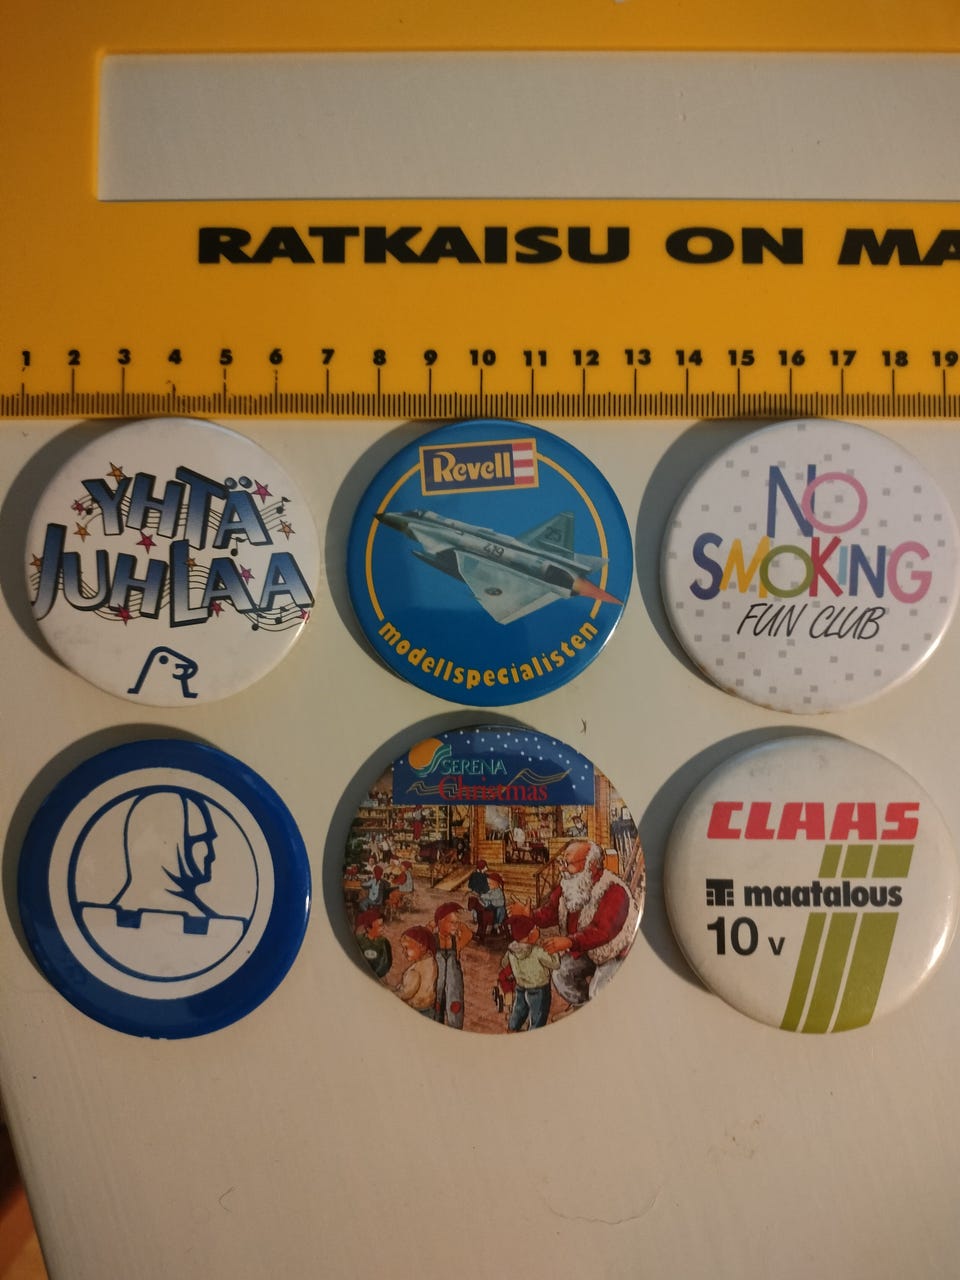 RATKAISU ON MA
1 2 3 4 5 6 7 8 9 10 11 12 13 14 15 16 17 18 19
YHTÄ
JUHLAA
Revell
419
25
modellspecialisten
NO
SMOKING
FUN CLUB
SERENA
Christmas
CLAAS
maatalous
10 v